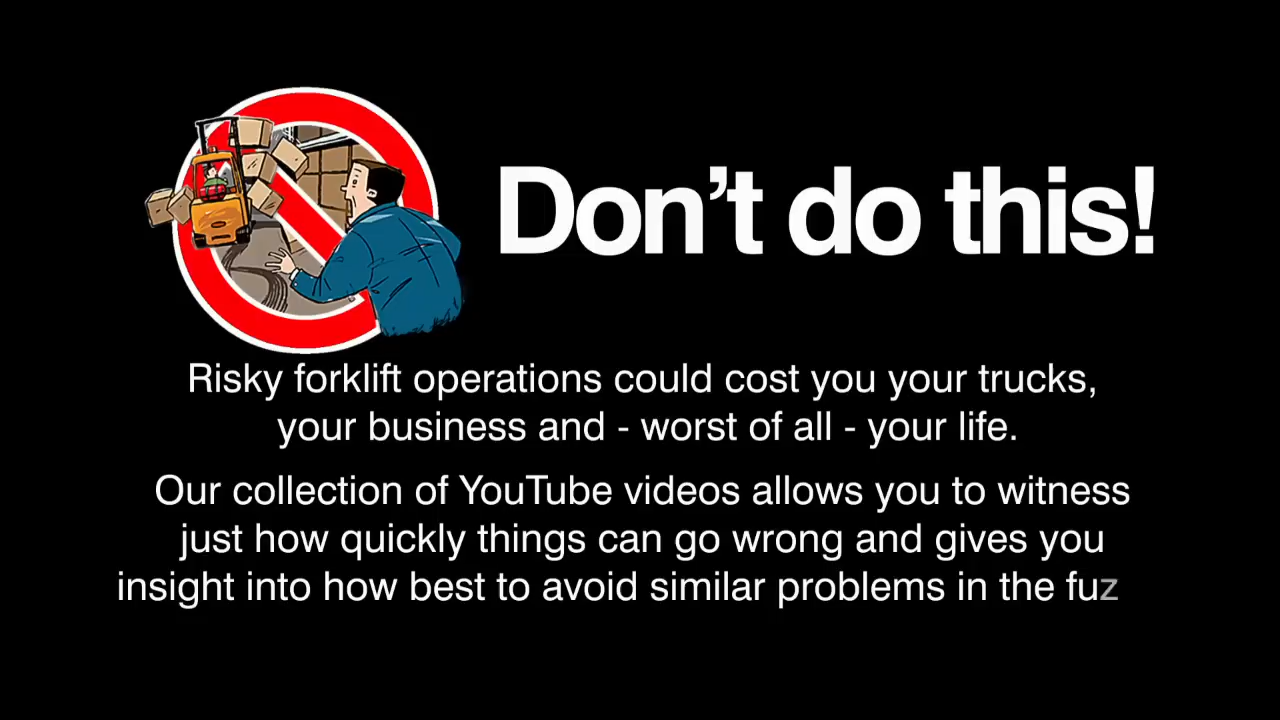 Don't do this!
Risky forklift operations could cost you your trucks,
your business and - worst of all - your life.
Our collection of YouTube videos allows you to witness
just how quickly things can go wrong and gives you
insight into how best to avoid similar problems in the fuz